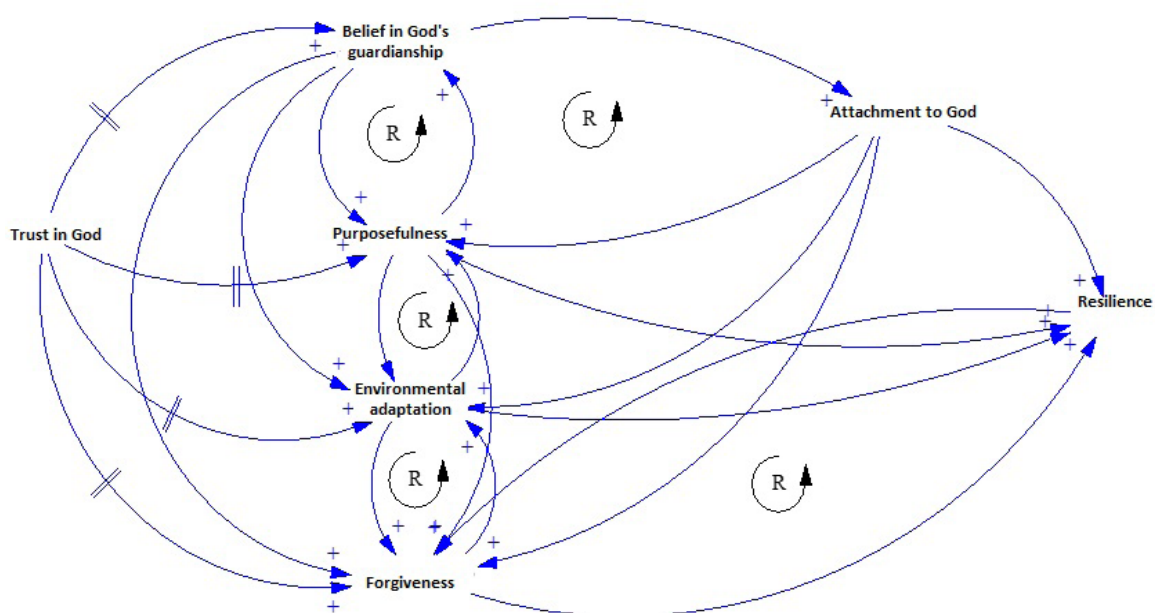 Belief in God's
guardianship
Attachment to God
R
R
Trust in God
Purposefulness
Resilience
R
Environmental
adaptation
R
R
Forgiveness